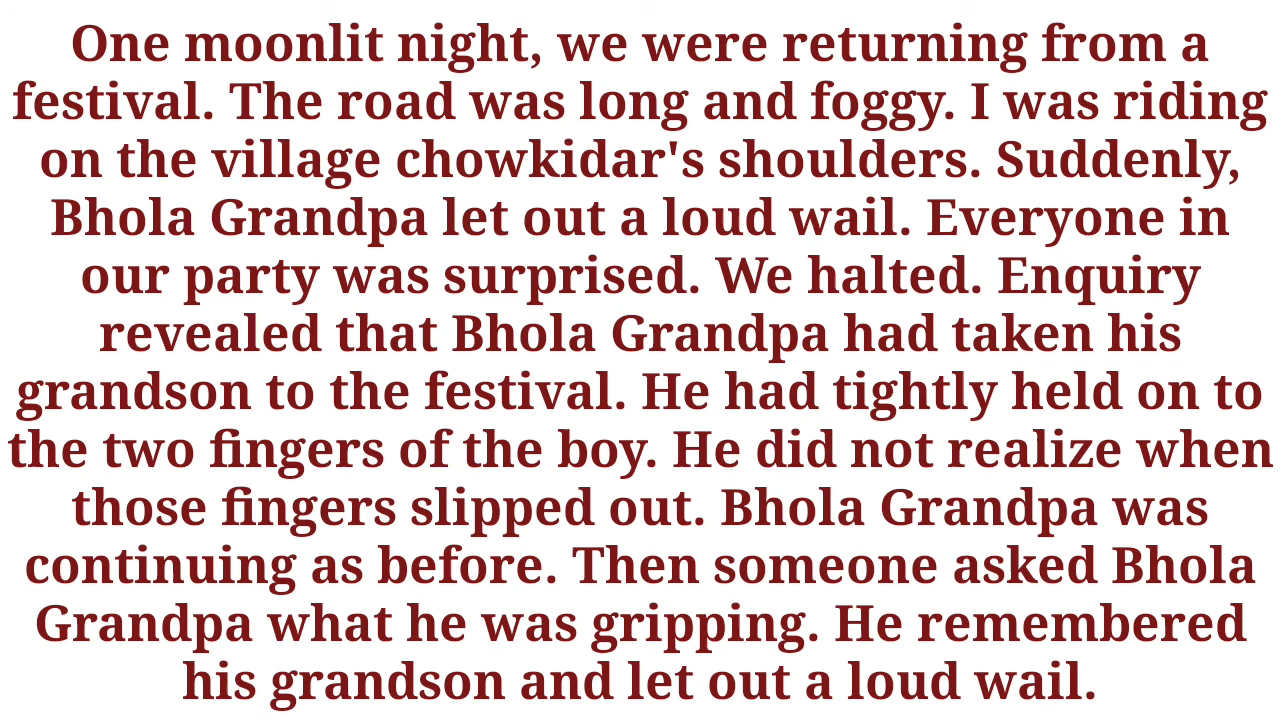 One moonlit night, we were returning from a
festival. The road was long and foggy. I was riding
on the village chowkidar's shoulders. Suddenly,
Bhola Grandpa let out a loud wail. Everyone in
our party was surprised. We halted. Enquiry
revealed that Bhola Grandpa had taken his
grandson to the festival. He had tightly held on to
the two fingers of the boy. He did not realize when
those fingers slipped out. Bhola Grandpa was
continuing as before. Then someone asked Bhola
Grandpa what he was gripping. He remembered
his grandson and let out a loud wail.